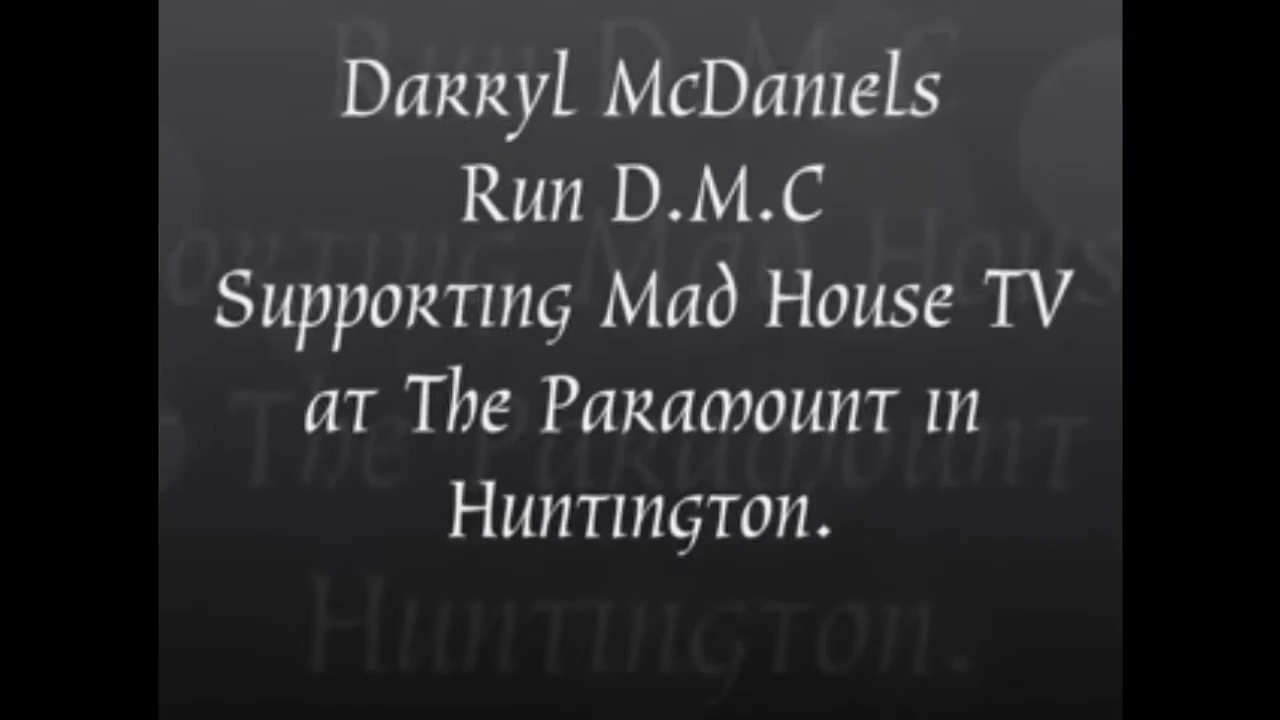 Darryl McDaniels
Run D.M.C
Supporting Mad House TV
at The Paramount in
Huntington.